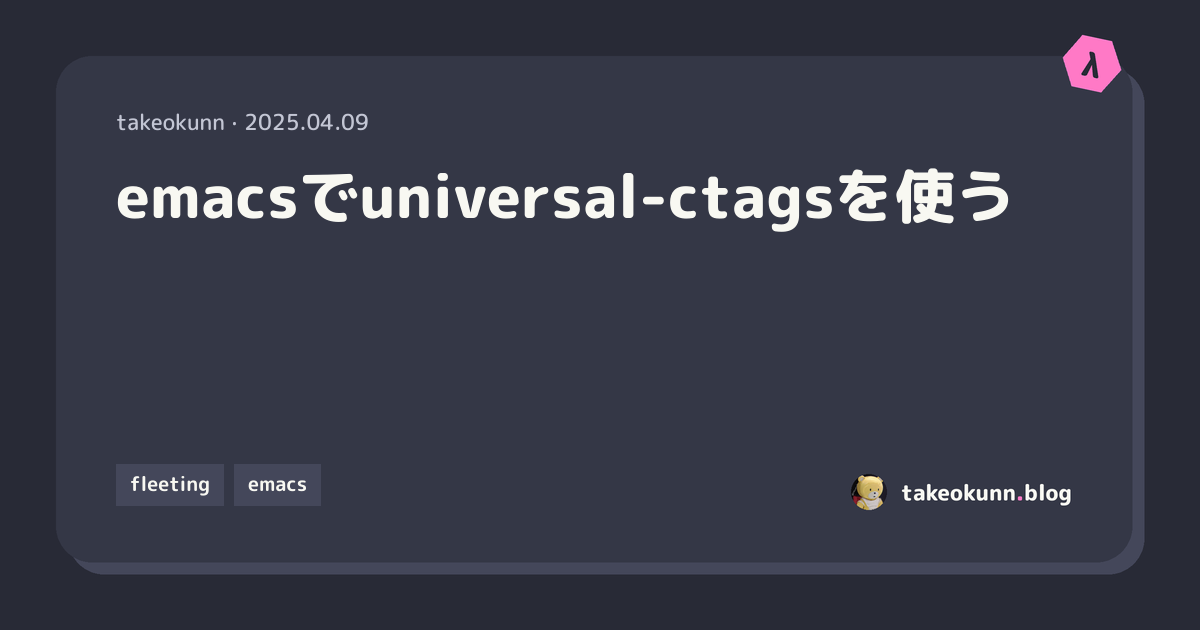 λ
takeokunn · 2025.04.09
emacsでuniversal-ctagsを使う
fleeting
emacs
takeokunn.blog